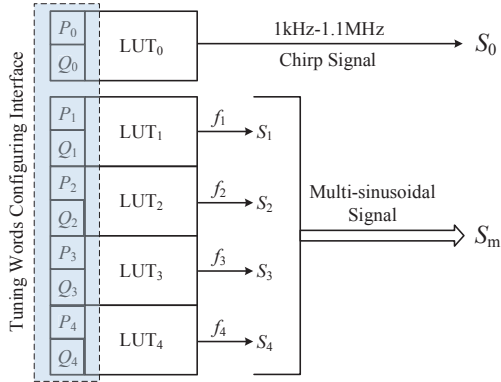 Tuning Words Configuring Interface
P0
Q0
LUT0
1kHz-1.1MHz
Chirp Signal
S0
P1
Q1
LUT1
f1
S1
P2
Q2
LUT2
f2
S2
P3
Q3
LUT3
f3
S3
P4
Q4
LUT4
f4
S4
Multi-sinusoidal
Signal
Sm